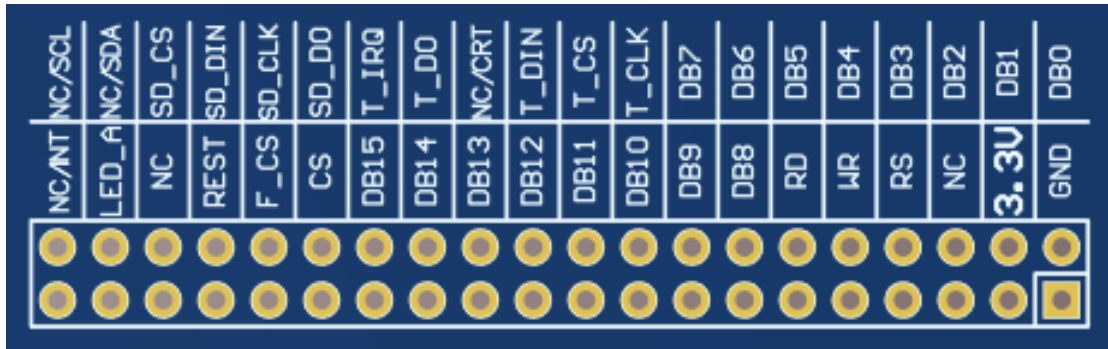 NC/SCL NC/SDA SD_CS SD_DIN SD_CLK SD_DO T_IRQ T_DO NC/CRT T_DIN T_CS T_CLK DB7 DB6 DB5 DB4 DB3 DB2 DB1 DB0
NC/INT LED_A NC REST F_CS CS DB15 DB14 DB13 DB12 DB11 DB10 DB9 DB8 RD WR RS NC 3.3V GND